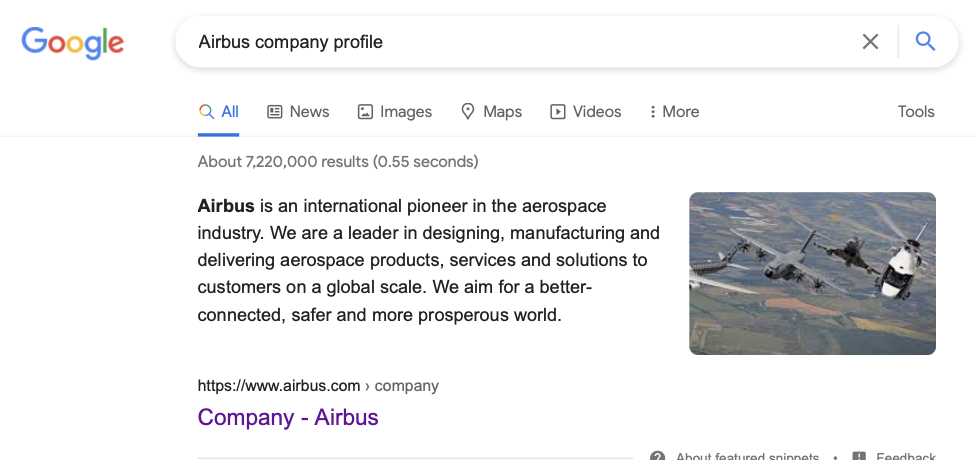 Google
Airbus company profile
All News Images Maps Videos More Tools
About 7,220,000 results (0.55 seconds)
Airbus is an international pioneer in the aerospace
industry. We are a leader in designing, manufacturing and
delivering aerospace products, services and solutions to
customers on a global scale. We aim for a better-
connected, safer and more prosperous world.
https://www.airbus.com › company
Company - Airbus
About featured snippets • Feedback